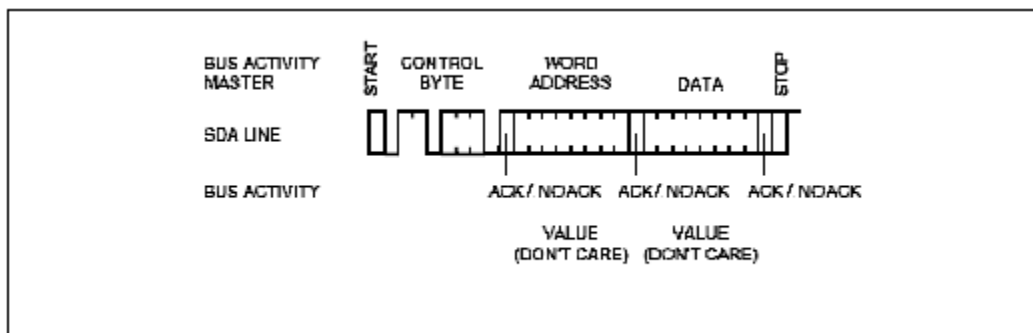 BUS ACTIVITY MASTER
START
CONTROL BYTE
WORD ADDRESS
DATA
STOP
SDA LINE
BUS ACTIVITY
ACK / NOACK ACK / NOACK ACK / NOACK
VALUE VALUE
(DON'T CARE) (DON'T CARE)